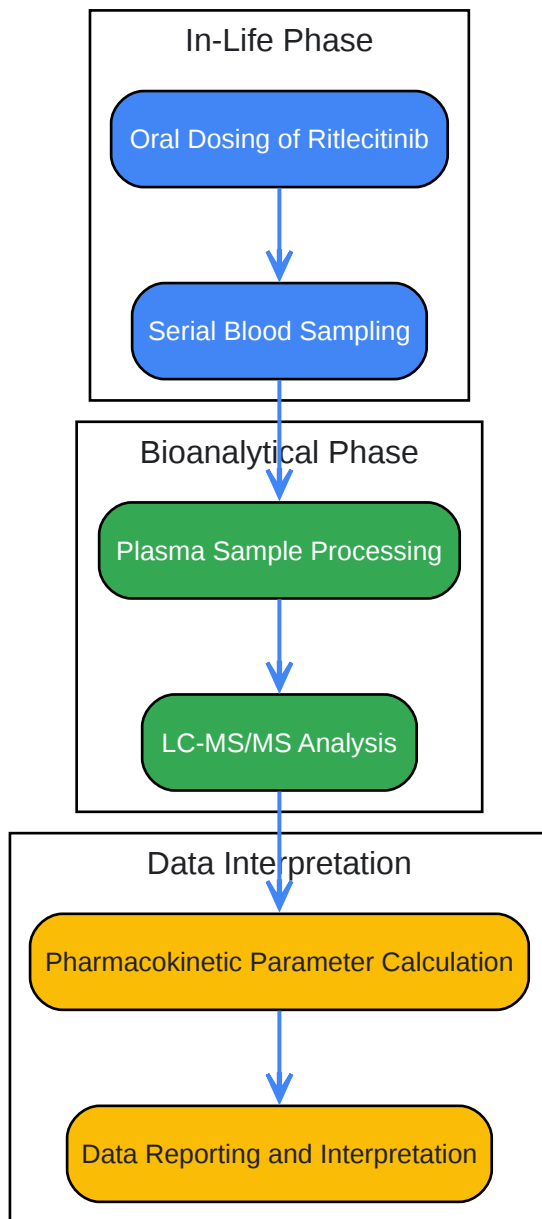 In-Life Phase
Oral Dosing of Ritlecitinib
Serial Blood Sampling
Bioanalytical Phase
Plasma Sample Processing
LC-MS/MS Analysis
Data Interpretation
Pharmacokinetic Parameter Calculation
Data Reporting and Interpretation